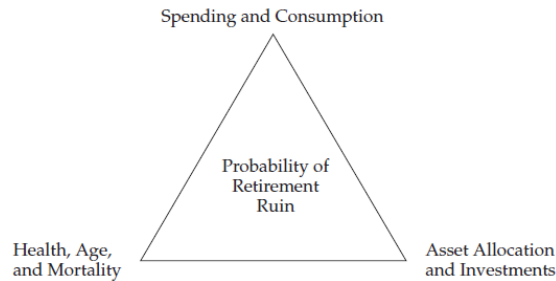 Spending and Consumption
Probability of
Retirement
Ruin
Health, Age,
and Mortality
Asset Allocation
and Investments